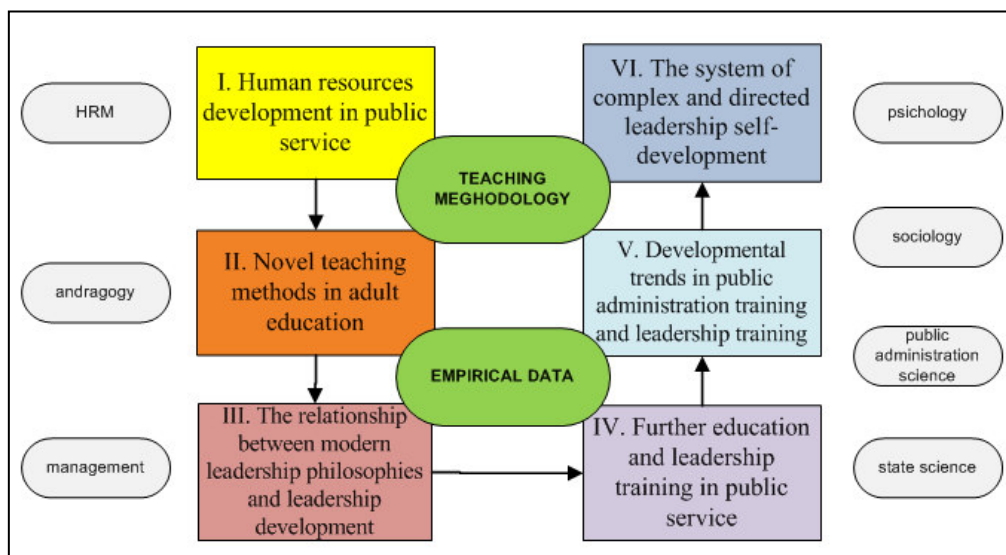 HRM
andragogy
management
I. Human resources
development in public
service
II. Novel teaching
methods in adult
education
III. The relationship
between modern
leadership philosophies
and leadership
development
TEACHING
MEGHODOLOGY
EMPIRICAL DATA
VI. The system of
complex and directed
leadership self-
development
V. Developmental
trends in public
administration training
and leadership training
IV. Further education
and leadership
training in public
service
psichology
sociology
public
administration
science
state science